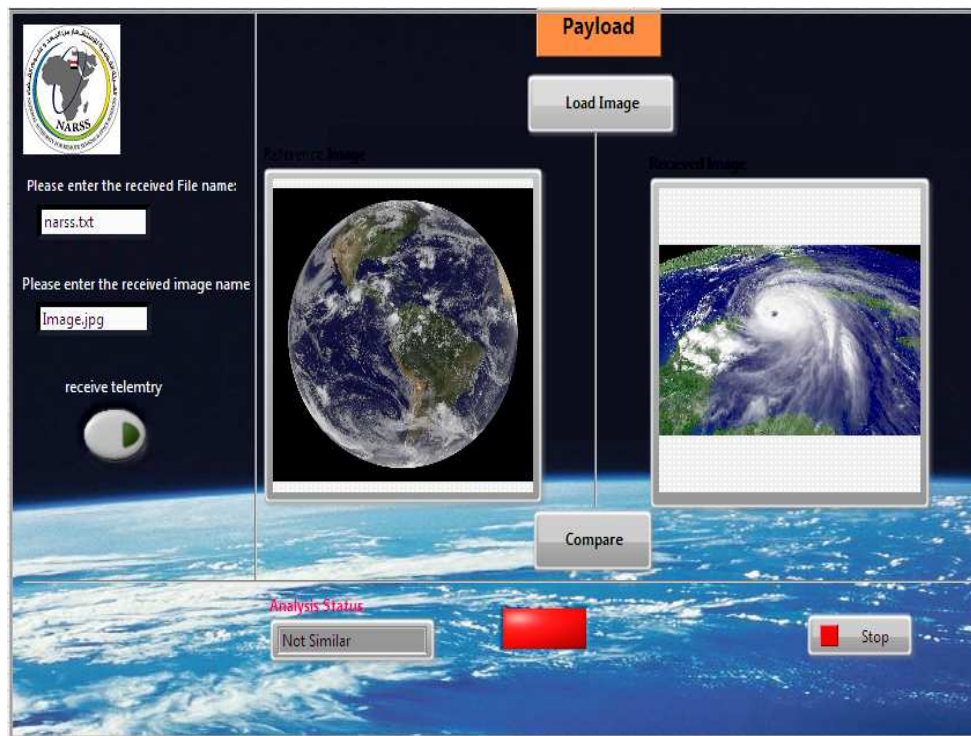 Payload
Load Image
NARSS
Reference Image
Recieved Image
Please enter the received File name:
narss.txt
Please enter the received image name
Image.jpg
receive telemtry
Compare
Analysis Status
Not Similar
Stop